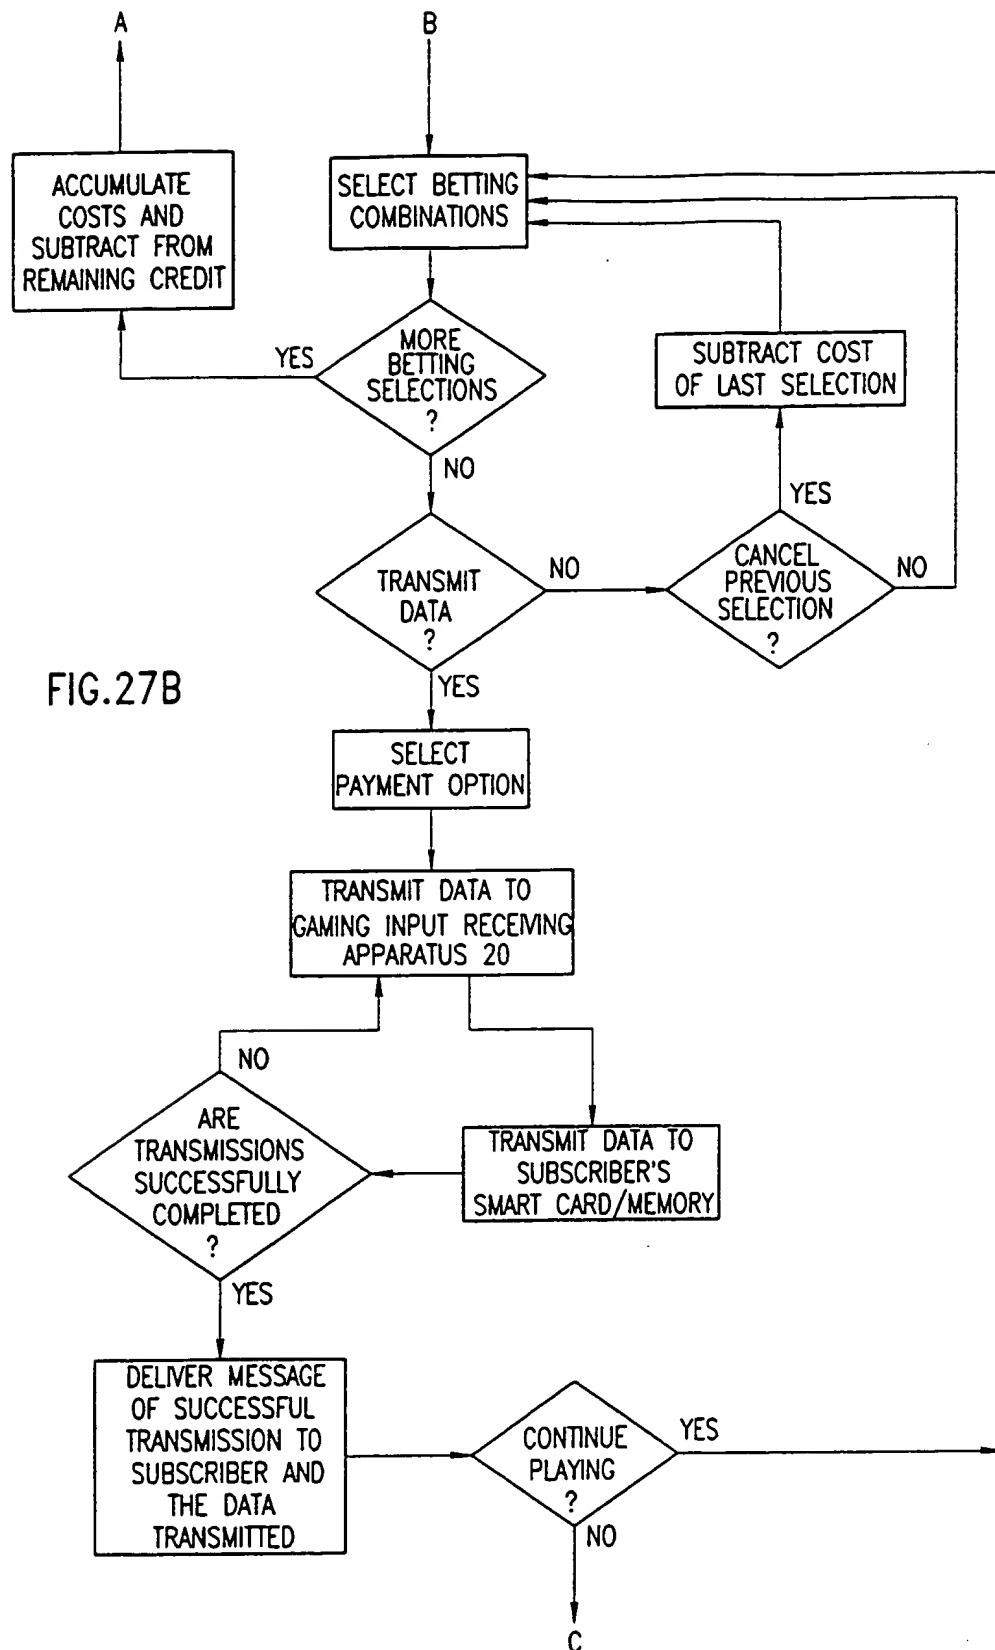 A
B
ACCUMULATE
COSTS AND
SUBTRACT FROM
REMAINING CREDIT
SELECT BETTING
COMBINATIONS
YES
MORE
BETTING
SELECTIONS
?
SUBTRACT COST
OF LAST SELECTION
NO
YES
TRANSMIT
DATA
?
NO
CANCEL
PREVIOUS
SELECTION
?
NO
FIG.27B
YES
SELECT
PAYMENT OPTION
TRANSMIT DATA TO
GAMING INPUT RECEIVING
APPARATUS 20
NO
ARE
TRANSMISSIONS
SUCCESSFULLY
COMPLETED
?
TRANSMIT DATA TO
SUBSCRIBER'S
SMART CARD/MEMORY
YES
DELIVER MESSAGE
OF SUCCESSFUL
TRANSMISSION TO
SUBSCRIBER AND
THE DATA
TRANSMITTED
CONTINUE
PLAYING
?
YES
NO
C